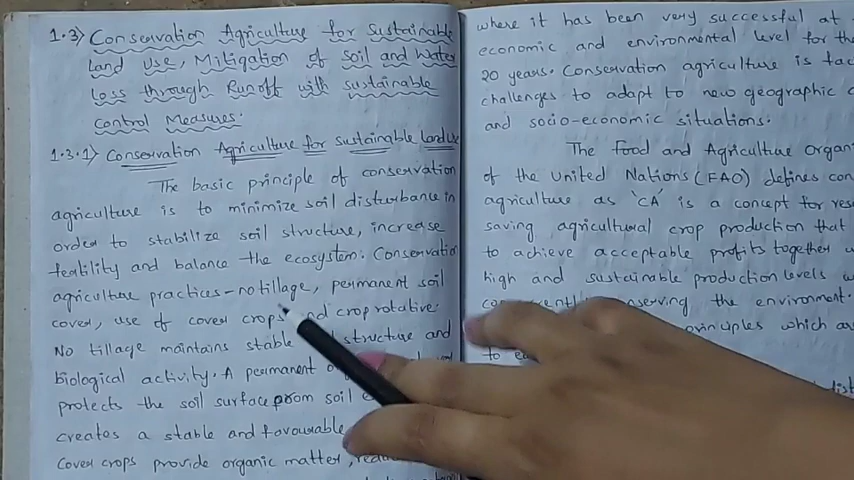 1.3) Conservation Agriculture for Sustainable
Land Use, Mitigation of Soil and Water
Loss through Runoff with sustainable
control Measures.
1.3.1) Conservation Agriculture for sustainable Land Use
The basic principle of conservation
agriculture is to minimize soil disturbance in
order to stabilize soil structure, increase
feritility and balance the ecosystem. Conservation
agriculture practices - no tillage, permanent soil
cover, use of cover crops and crop rotative.
No tillage maintains stable structure and
biological activity. A permanent
protects the soil surface from soil
creates a stable and favourable
Cover crops provide organic matter,
where it has been very successful at
economic and environmental level for the
20 years. Conservation agriculture is
challenges to adapt to new geographic
and socio-economic situations.
The Food and Agriculture
of the United Nations (FAO) defines
agriculture as 'CA' is a concept for
saving agricultural crop production that
to achieve acceptable profits together
high and sustainable production levels
conserving the environment.
principles which
to